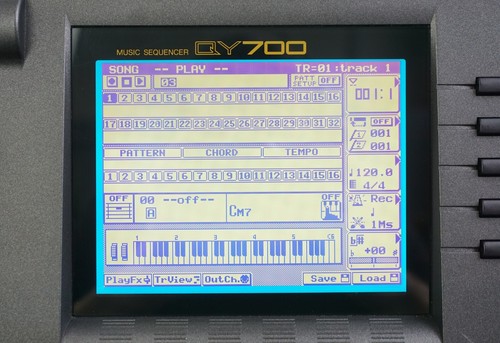 MUSIC SEQUENCER QY700
SONG -- PLAY -- TR=01:track 1
PATT SETUP OFF
001:1
1 2 3 4 5 6 7 8 9 10 11 12 13 14 15 16
17 18 19 20 21 22 23 24 25 26 27 28 29 30 31 32
OFF
001
001
PATTERN CHORD TEMPO
♩120.0
1 2 3 4 5 6 7 8 9 10 11 12 13 14 15 16
4/4
OFF 00 --off-- OFF
Rec
A CM7
1Ms
1 2 3 4 5 C6
♭# +00
PlayFx TrView OutCh. Save Load